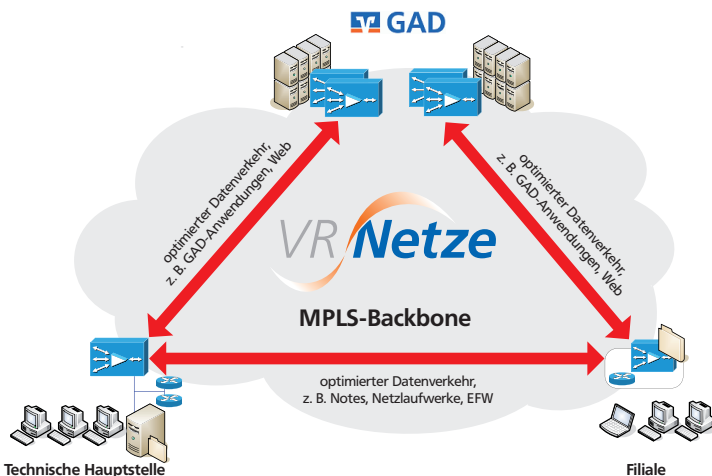 GAD
optimierter Datenverkehr,
z. B. GAD-Anwendungen, Web
optimierter Datenverkehr,
z. B. GAD-Anwendungen, Web
VR Netze
MPLS-Backbone
optimierter Datenverkehr,
z. B. Notes, Netzlaufwerke, EFW
Technische Hauptstelle
Filiale